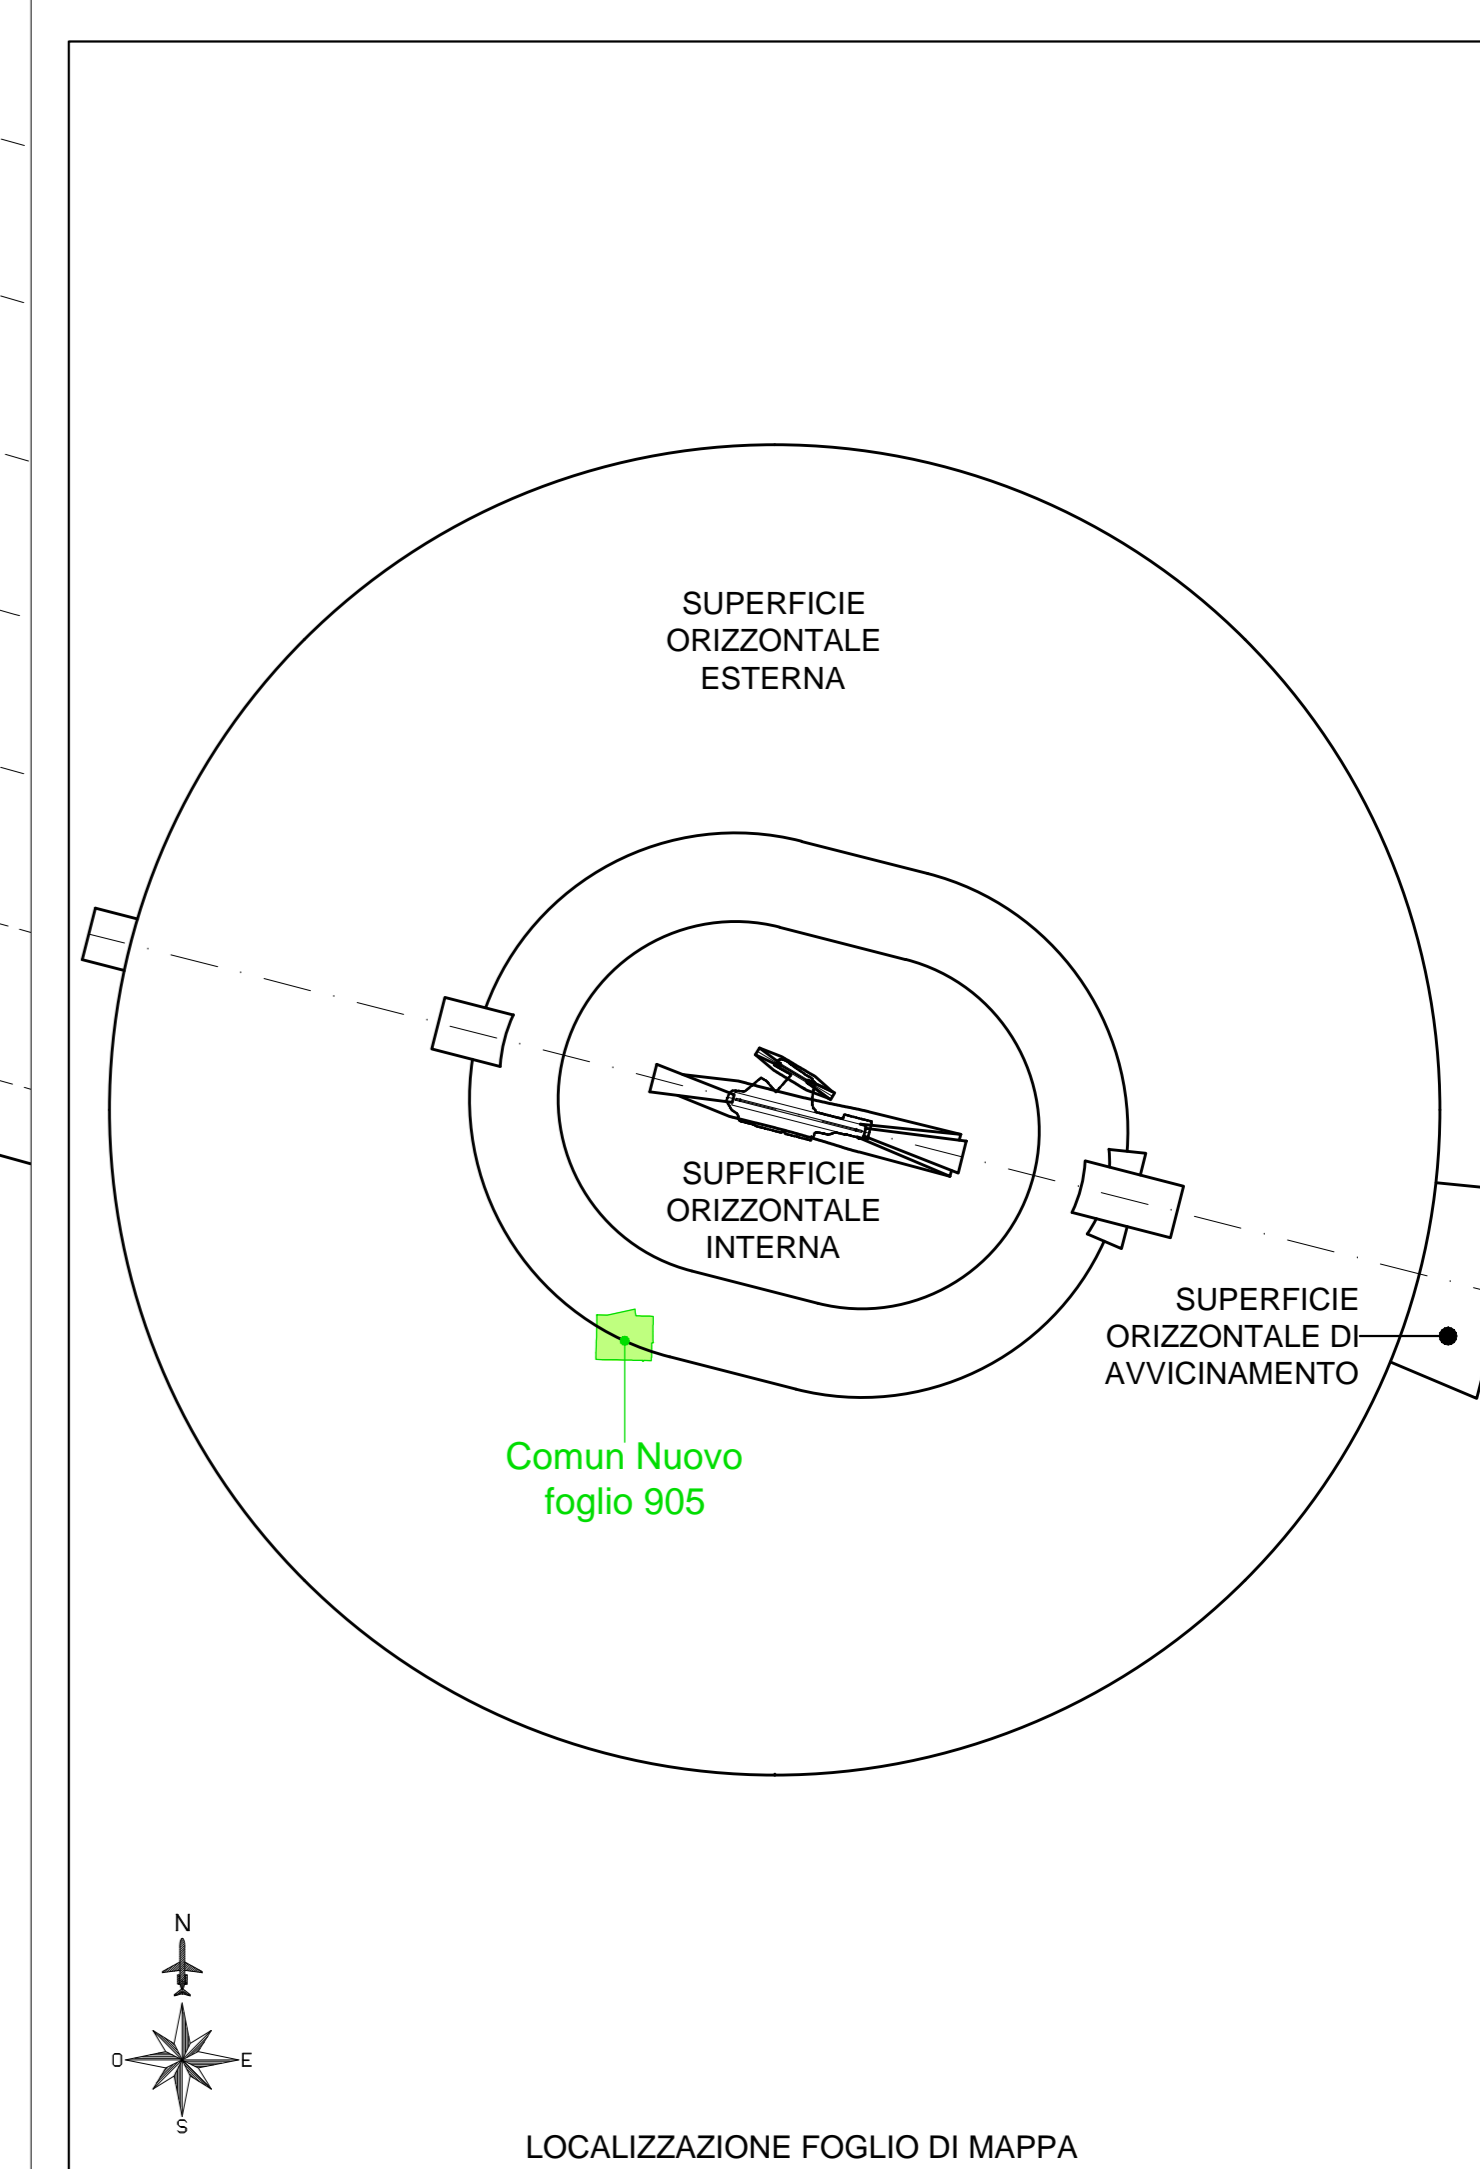 SUPERFICIE
ORIZZONTALE
ESTERNA
SUPERFICIE
ORIZZONTALE
INTERNA
SUPERFICIE
ORIZZONTALE DI
AVVICINAMENTO
Comun Nuovo
foglio 905
N
O
E
S
LOCALIZZAZIONE FOGLIO DI MAPPA